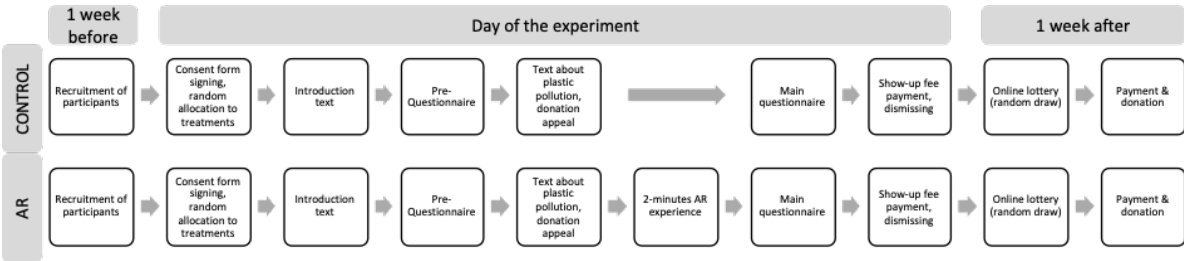 1 week
before
Day of the experiment
1 week after
CONTROL
Recruitment of
participants
Consent form
signing,
random
allocation to
treatments
Introduction
text
Pre-
Questionnaire
Text about
plastic
pollution,
donation
appeal
Main
questionnaire
Show-up fee
payment,
dismissing
Online lottery
(random draw)
Payment &
donation
AR
Recruitment of
participants
Consent form
signing,
random
allocation to
treatments
Introduction
text
Pre-
Questionnaire
Text about
plastic
pollution,
donation
appeal
2-minutes AR
experience
Main
questionnaire
Show-up fee
payment,
dismissing
Online lottery
(random draw)
Payment &
donation